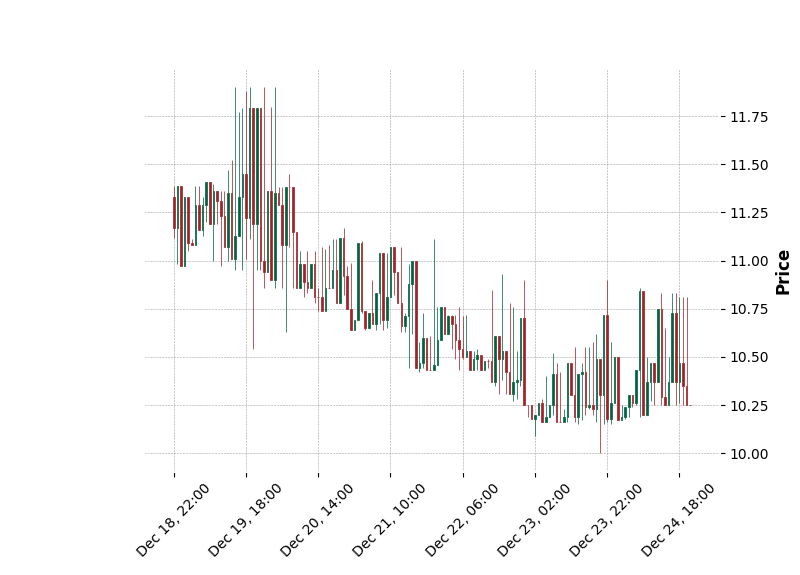 11.75
11.50
11.25
11.00
10.75
10.50
10.25
10.00
Price
Dec 18, 22:00
Dec 19, 18:00
Dec 20, 14:00
Dec 21, 10:00
Dec 22, 06:00
Dec 23, 02:00
Dec 23, 22:00
Dec 24, 18:00